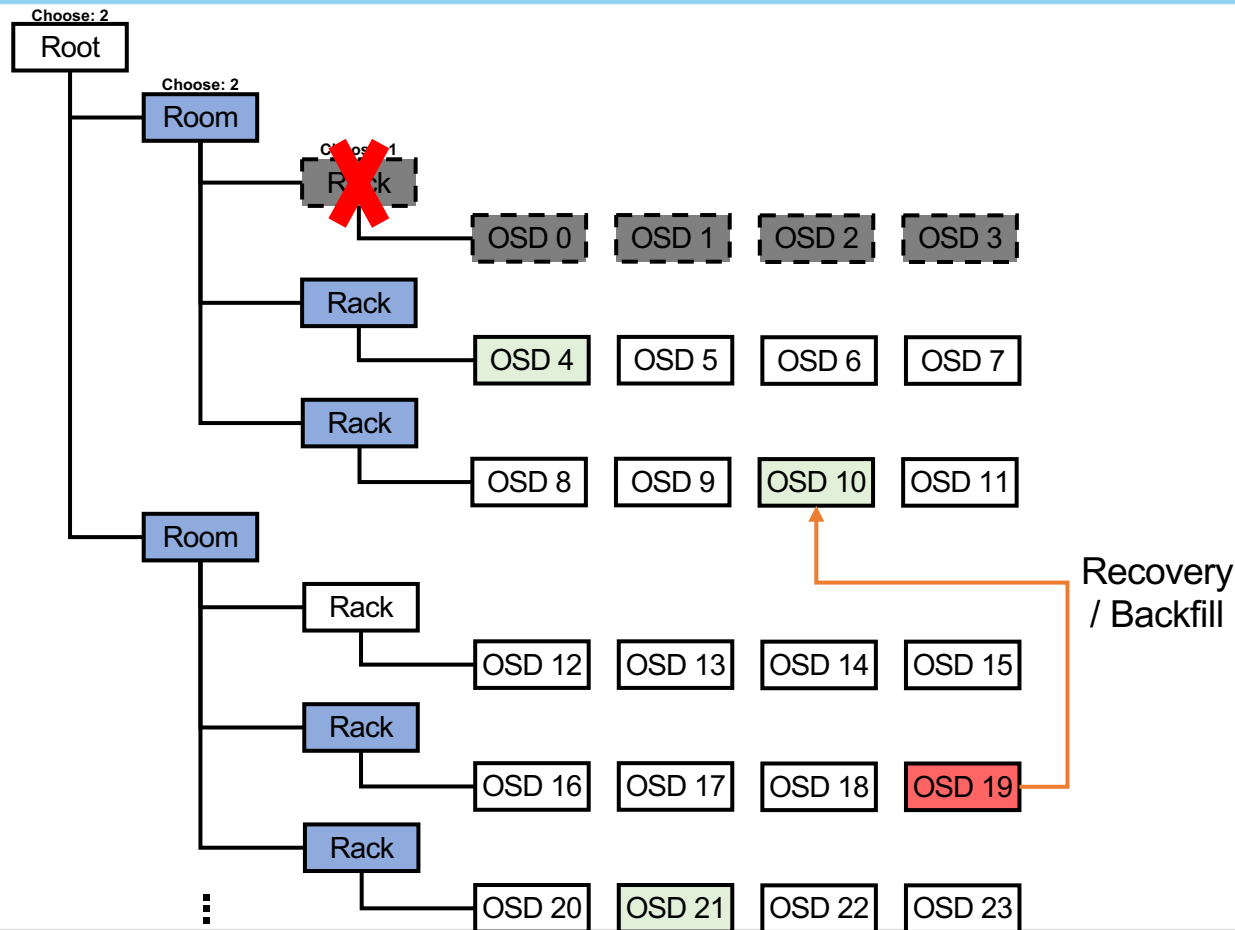 Choose: 2
Root
Choose: 2
Room
Rack
OSD 0 OSD 1 OSD 2 OSD 3
Rack
OSD 4 OSD 5 OSD 6 OSD 7
Rack
OSD 8 OSD 9 OSD 10 OSD 11
Room
Recovery
/ Backfill
Rack
OSD 12 OSD 13 OSD 14 OSD 15
Rack
OSD 16 OSD 17 OSD 18 OSD 19
Rack
OSD 20 OSD 21 OSD 22 OSD 23